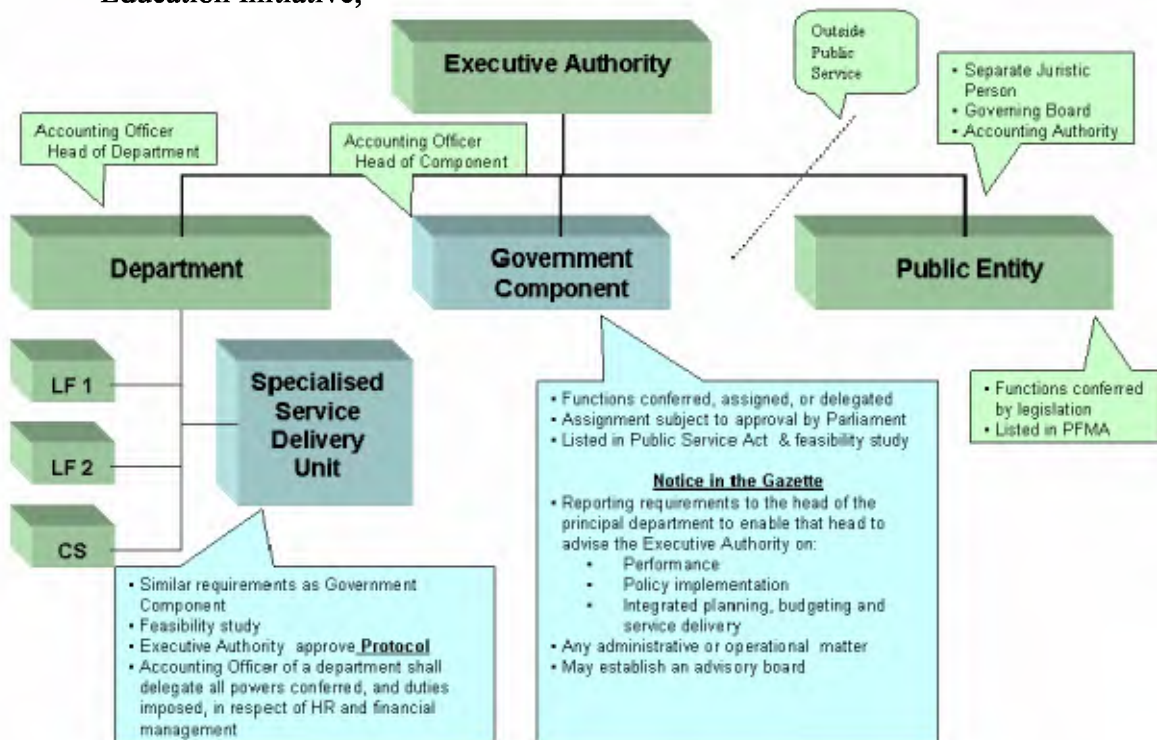 Education Initiative,
Executive Authority
Outside
Public
Service
• Separate Juristic
Person
• Governing Board
• Accounting Authority
Accounting Officer
Head of Department
Accounting Officer
Head of Component
Department
Government
Component
Public Entity
LF 1
LF 2
CS
Specialised
Service
Delivery
Unit
• Functions conferred, assigned, or delegated
• Assignment subject to approval by Parliament
• Listed in Public Service Act & feasibility study
Notice in the Gazette
• Reporting requirements to the head of the
principal department to enable that head to
advise the Executive Authority on:
• Performance
• Policy implementation
• Integrated planning, budgeting and
service delivery
• Any administrative or operational matter
• May establish an advisory board
• Functions conferred
by legislation
• Listed in PFMA
• Similar requirements as Government
Component
• Feasibility study
• Executive Authority approve Protocol
• Accounting Officer of a department shall
delegate all powers conferred, and duties
imposed, in respect of HR and financial
management